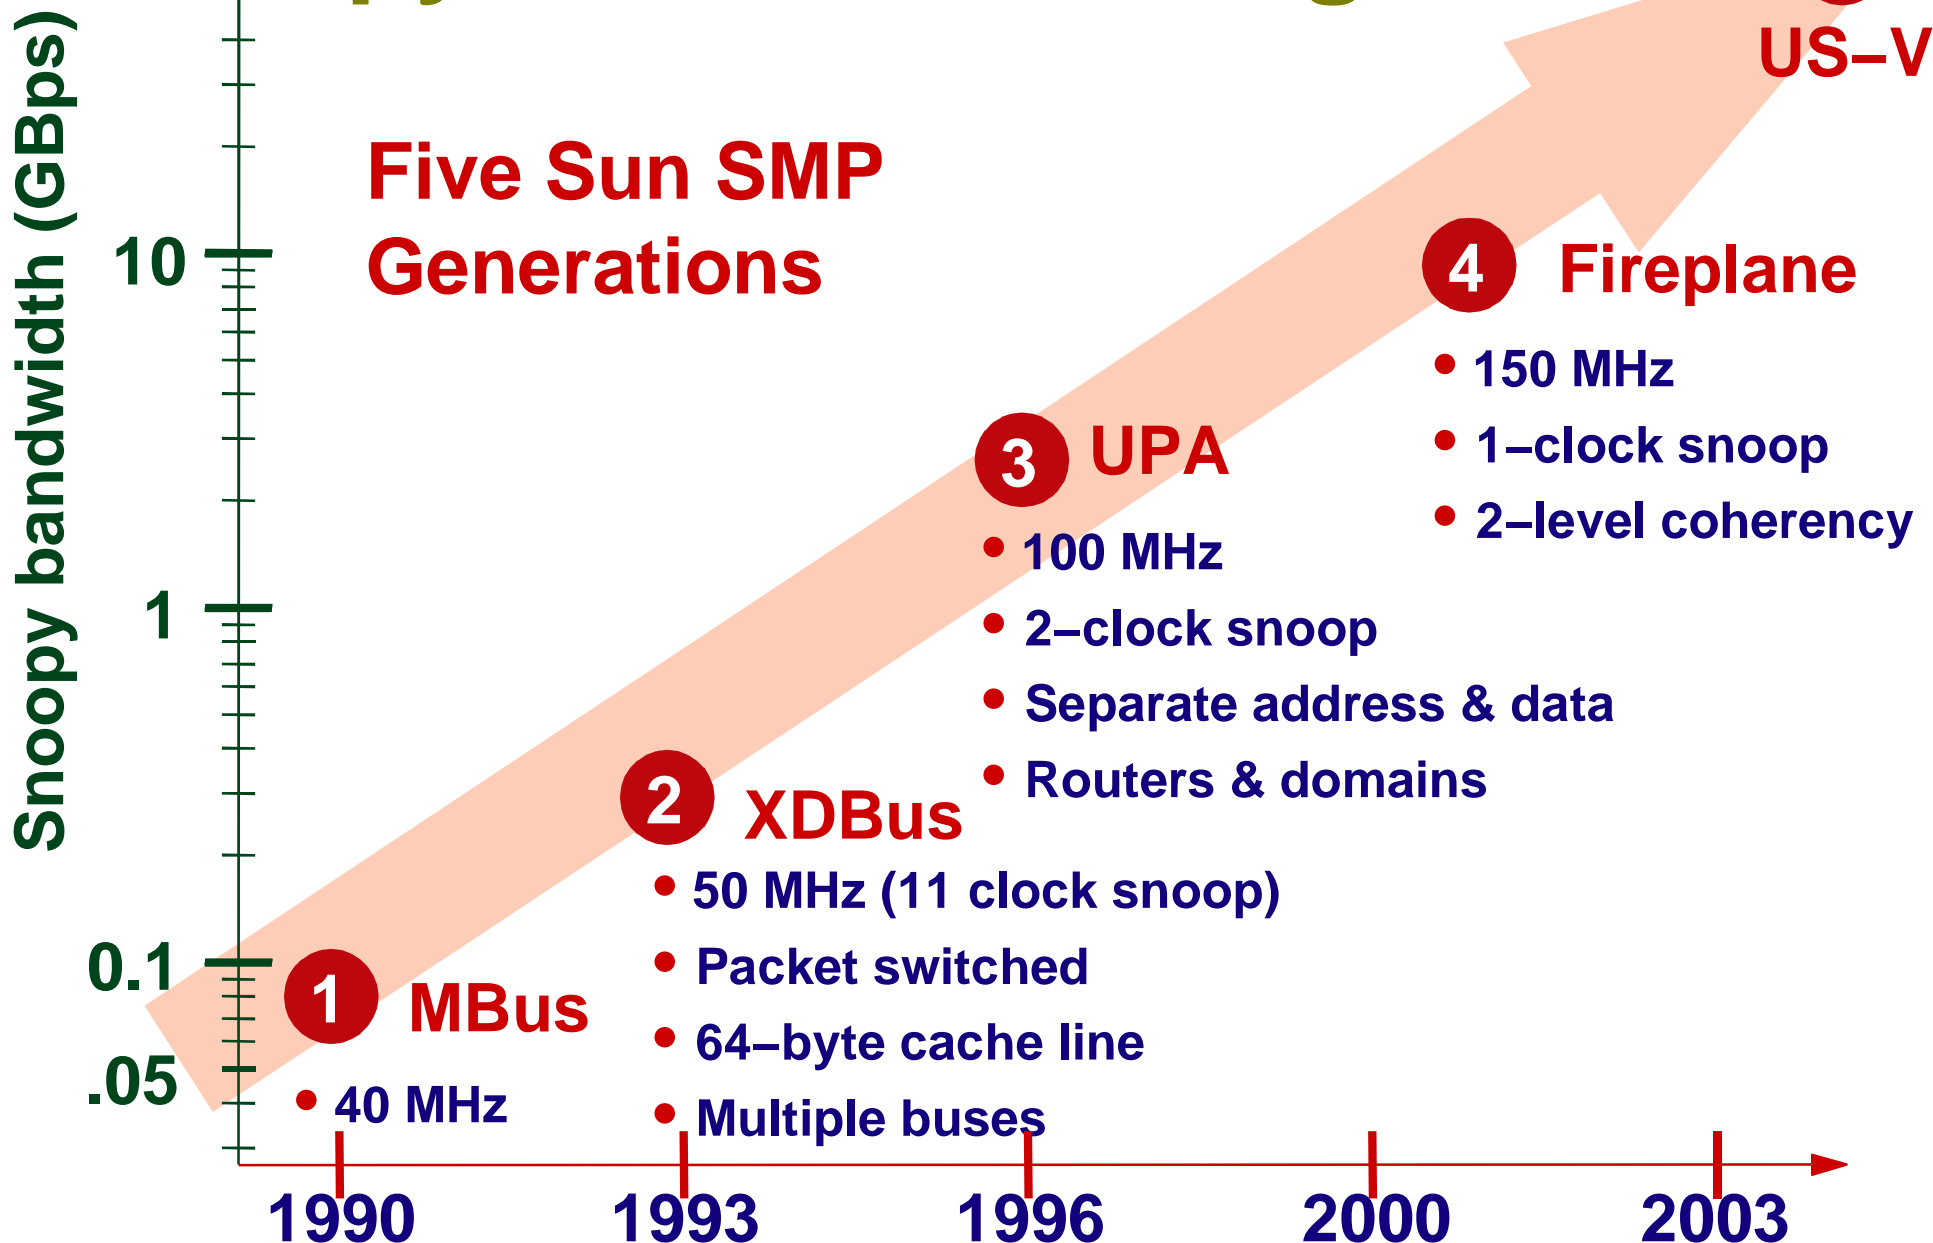 US–V
Snoopy bandwidth (GBps)
Five Sun SMP
Generations
10
1
0.1
.05
4 Fireplane
• 150 MHz
• 1–clock snoop
• 2–level coherency
3 UPA
• 100 MHz
• 2–clock snoop
• Separate address & data
• Routers & domains
2 XDBus
• 50 MHz (11 clock snoop)
• Packet switched
• 64–byte cache line
• Multiple buses
1 MBus
• 40 MHz
1990 1993 1996 2000 2003